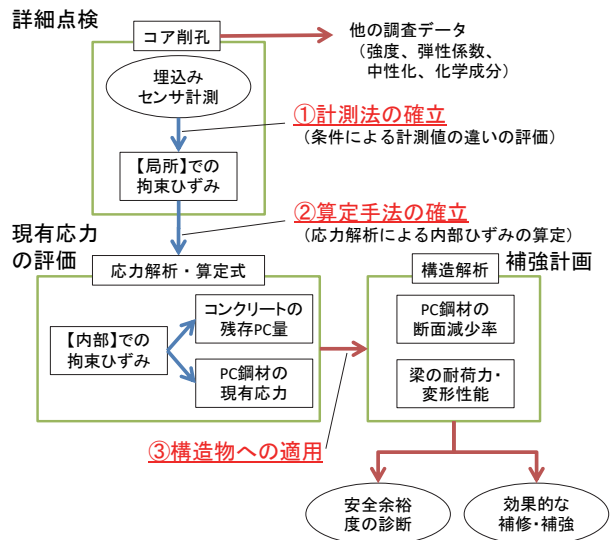 詳細点検
コア削孔
他の調査データ
（強度、弾性係数、
中性化、化学成分）
埋込み
センサ計測
①計測法の確立
（条件による計測値の違いの評価）
【局所】での
拘束ひずみ
②算定手法の確立
（応力解析による内部ひずみの算定）
現有応力
の評価
応力解析・算定式
構造解析
補強計画
【内部】での
拘束ひずみ
コンクリートの
残存PC量
PC鋼材の
現有応力
PC鋼材の
断面減少率
梁の耐荷力・
変形性能
③構造物への適用
安全余裕
度の診断
効果的な
補修・補強